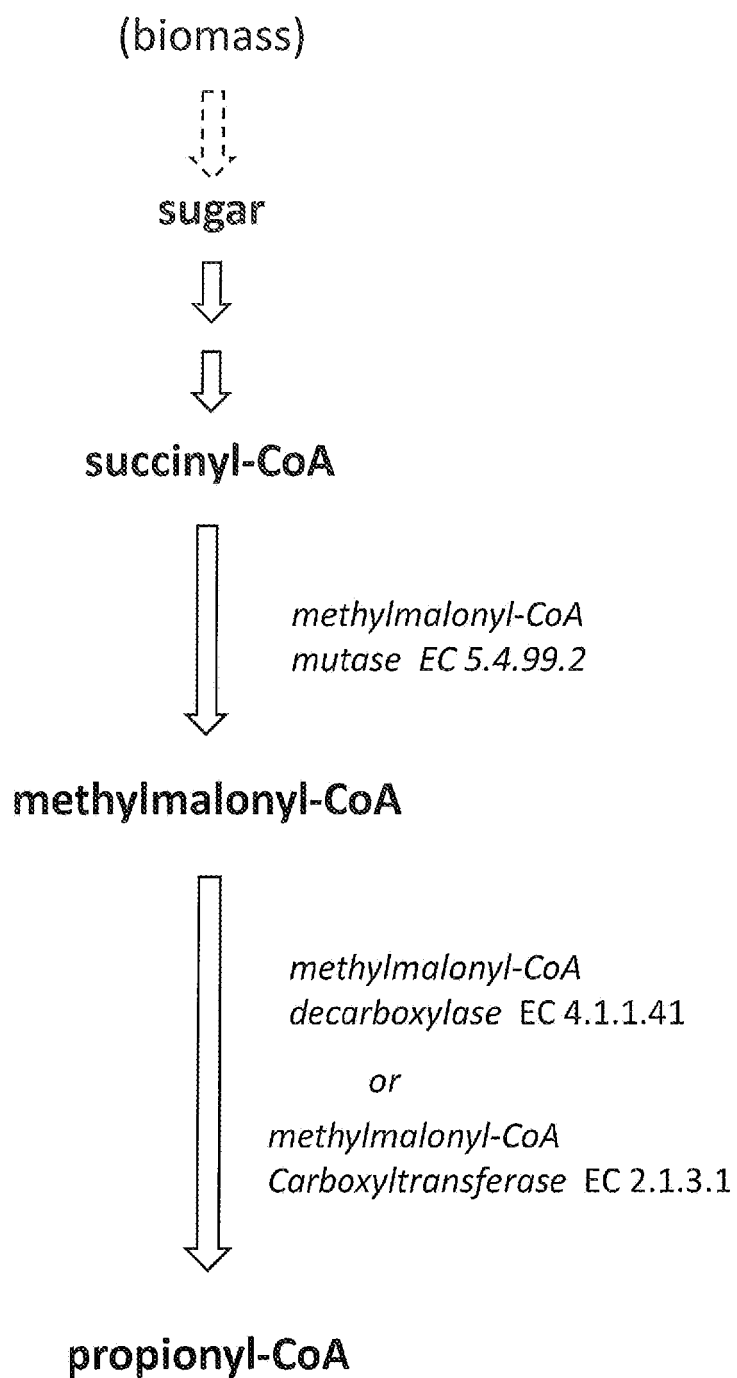 (biomass)
sugar
succinyl-CoA
methylmalonyl-CoA
mutase EC 5.4.99.2
methylmalonyl-CoA
methylmalonyl-CoA
decarboxylase EC 4.1.1.41
or
methylmalonyl-CoA
Carboxyltransferase EC 2.1.3.1
propionyl-CoA